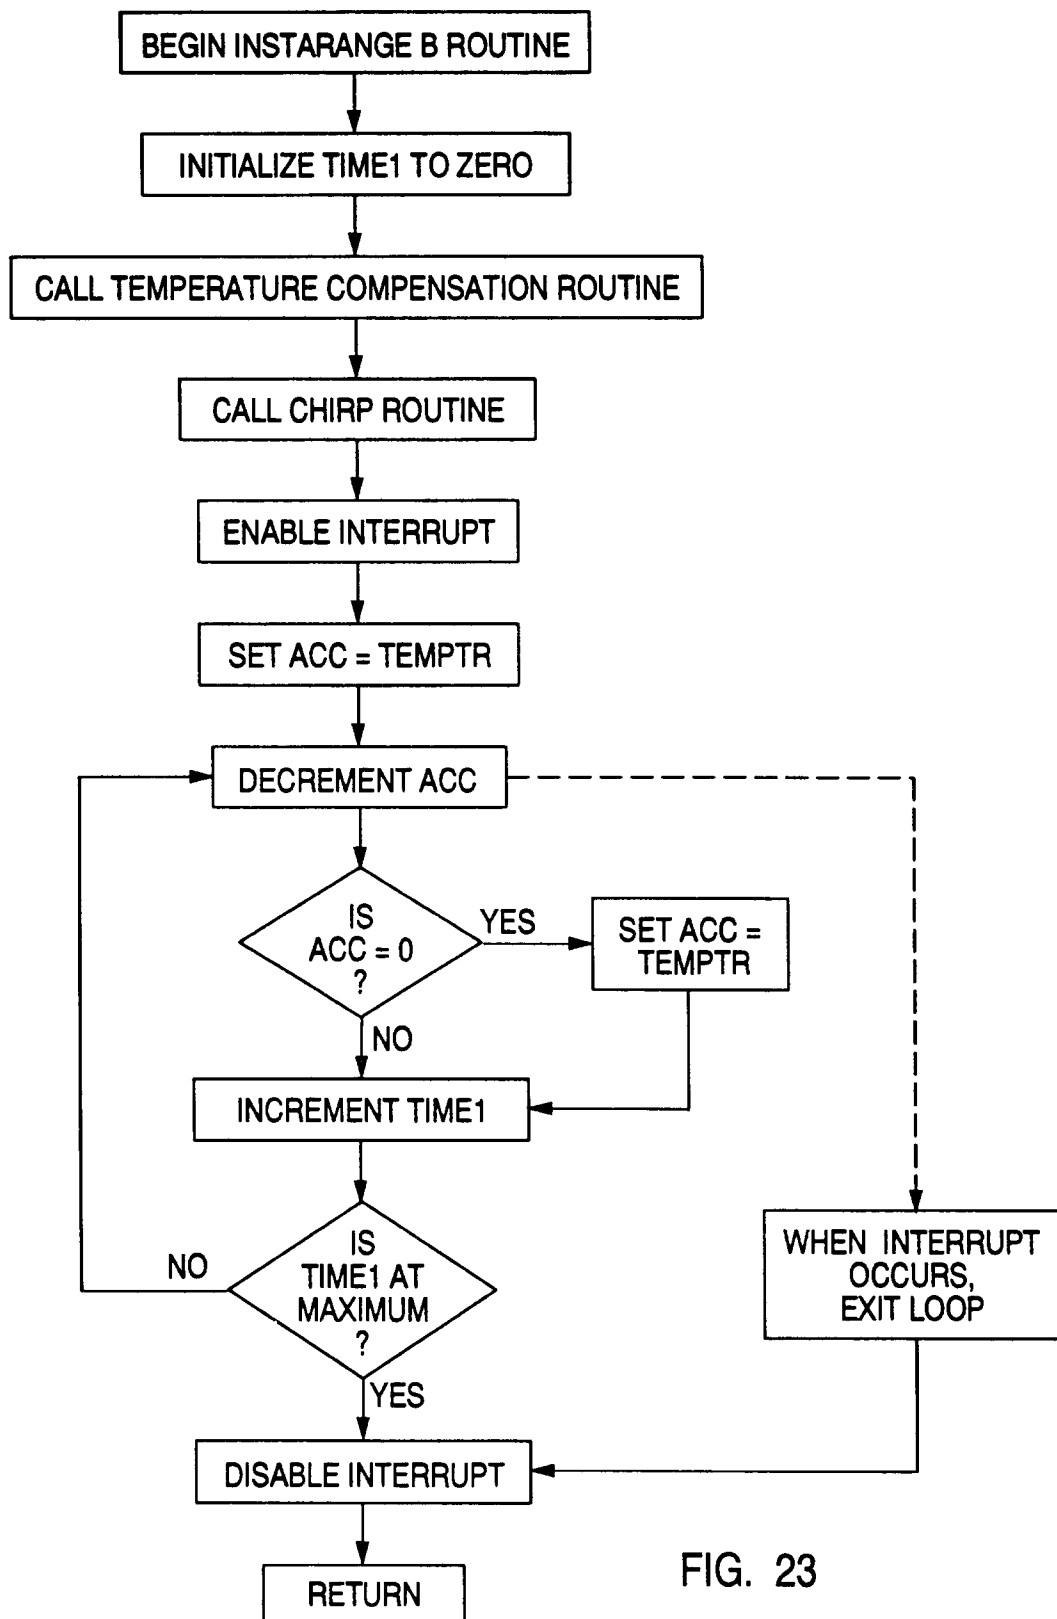 BEGIN INSTARANGE B ROUTINE
INITIALIZE TIME1 TO ZERO
CALL TEMPERATURE COMPENSATION ROUTINE
CALL CHIRP ROUTINE
ENABLE INTERRUPT
SET ACC = TEMPTR
DECREMENT ACC
IS
ACC = 0
?
YES
SET ACC =
TEMPTR
NO
INCREMENT TIME1
IS
TIME1 AT
MAXIMUM
?
NO
YES
WHEN INTERRUPT
OCCURS,
EXIT LOOP
DISABLE INTERRUPT
RETURN
FIG. 23